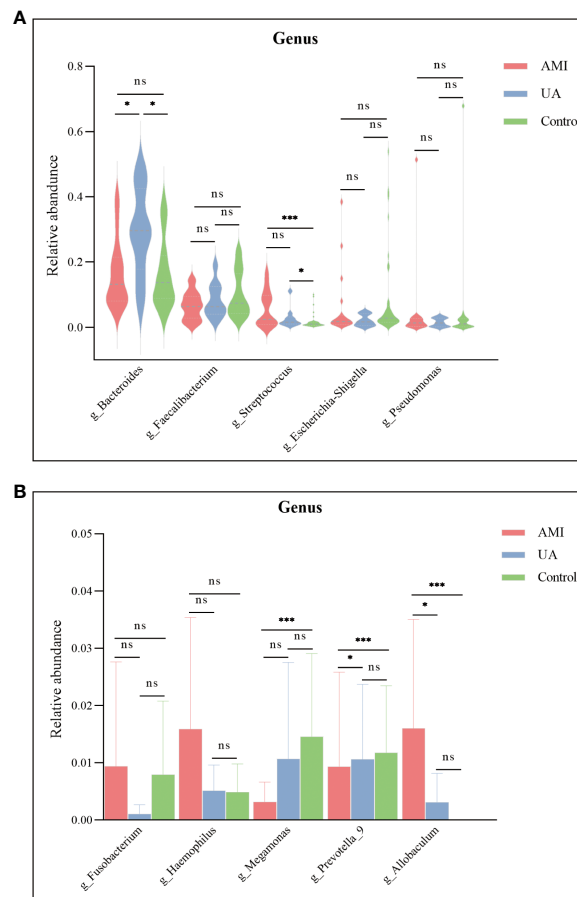 A
Genus
AMI
UA
Control
Relative abandunce
0.8
0.6
0.4
0.2
0.0
ns
* *
ns
ns ns
***
ns
*
ns
ns
ns
ns
ns
ns
g_Bacteroides
g_Faecalibacterium
g_Streptococcus
g_Escherichia-Shigella
g_Pseudomonas
B
Genus
AMI
UA
Control
Relative abundance
0.05
0.04
0.03
0.02
0.01
0.00
ns
ns
ns
ns
ns
ns
***
ns ns
***
*
ns
***
*
ns
g_Fusobacterium
g_Haemophilus
g_Megamonas
g_Prevotella_9
g_Allobaculum